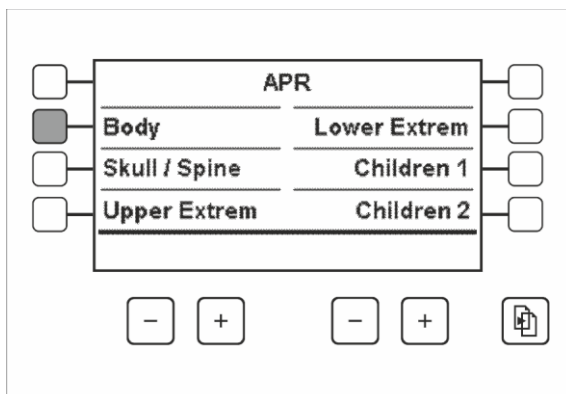 APR
Body Lower Extrem
Skull / Spine Children 1
Upper Extrem Children 2
− + − +